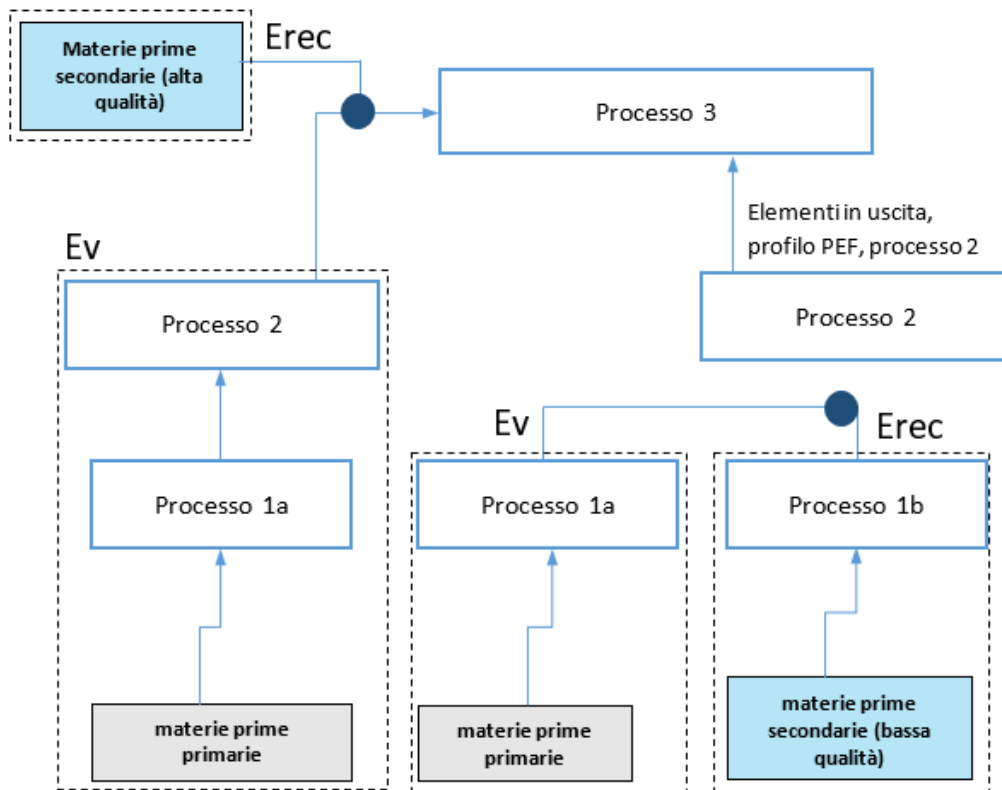 Materie prime
secondarie (alta
qualità)
Erec
Processo 3
Elementi in uscita,
profilo PEF, processo 2
Ev
Processo 2
Processo 2
Ev
Erec
Processo 1a
Processo 1a
Processo 1b
materie prime
primarie
materie prime
primarie
materie prime
secondarie (bassa
qualità)